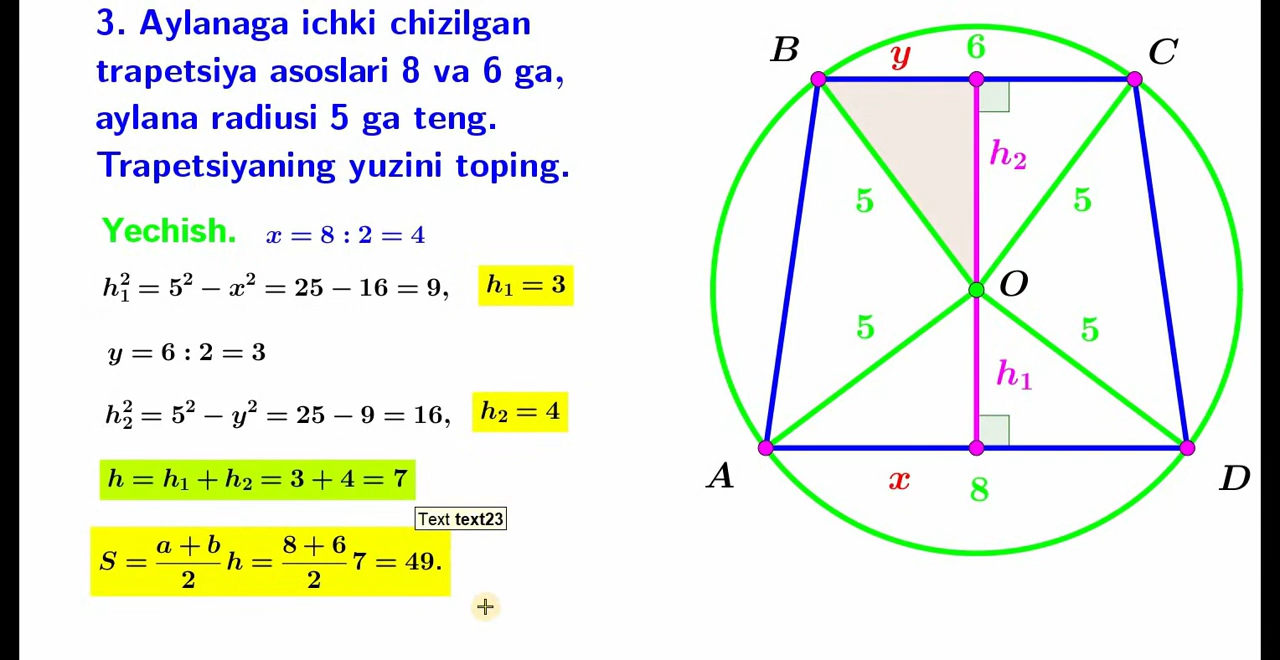 3. Aylanaga ichki chizilgan
trapetsiya asoslari 8 va 6 ga,
aylana radiusi 5 ga teng.
Trapetsiyaning yuzini toping.
Yechish. x = 8 : 2 = 4
h₁² = 5² − x² = 25 − 16 = 9, h₁ = 3
y = 6 : 2 = 3
h₂² = 5² − y² = 25 − 9 = 16, h₂ = 4
h = h₁ + h₂ = 3 + 4 = 7
Text text23
S = (a + b)/2 h = (8 + 6)/2 7 = 49.
B y 6 C
h₂
5 5
O
5 5
h₁
A x 8 D